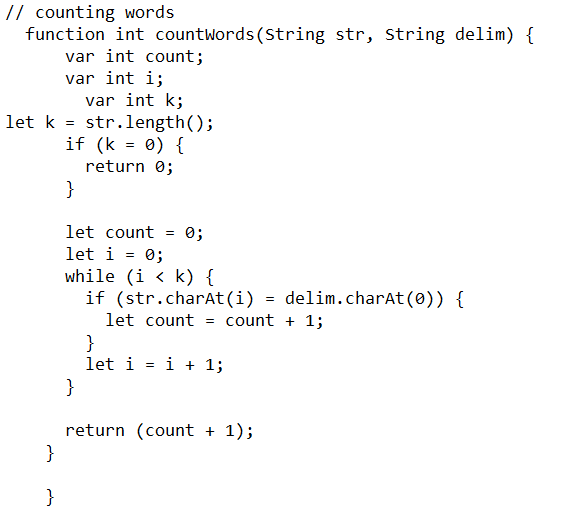 // counting words
function int countWords(String str, String delim) {
var int count;
var int i;
var int k;
let k = str.length();
if (k = 0) {
return 0;
}
let count = 0;
let i = 0;
while (i < k) {
if (str.charAt(i) = delim.charAt(0)) {
let count = count + 1;
}
let i = i + 1;
}
return (count + 1);
}
}